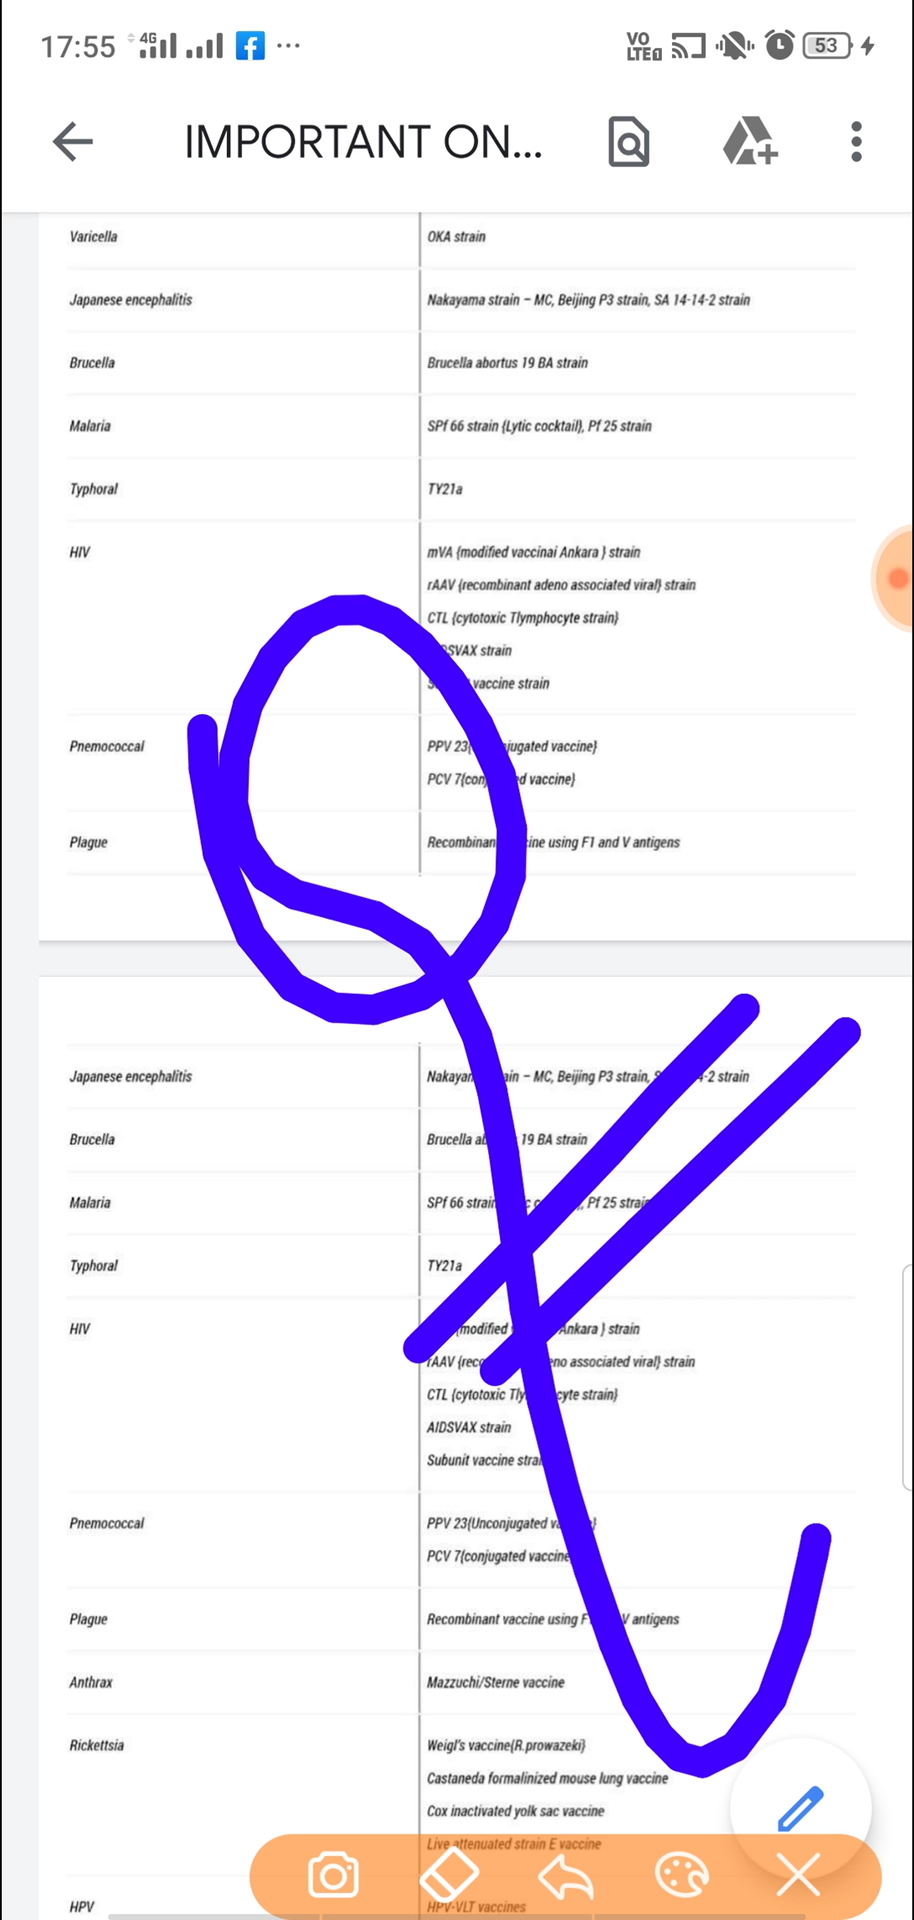 17:55 4G VO LTE1 53
IMPORTANT ON...
Varicella OKA strain
Japanese encephalitis Nakayama strain – MC, Beijing P3 strain, SA 14-14-2 strain
Brucella Brucella abortus 19 BA strain
Malaria SPf 66 strain {Lytic cocktail}, Pf 25 strain
Typhoral TY21a
HIV mVA {modified vaccinai Ankara } strain
rAAV {recombinant adeno associated viral} strain
CTL {cytotoxic Tlymphocyte strain}
SVAX strain
vaccine strain
Pnemococcal PPV 23{ jugated vaccine}
PCV 7{con d vaccine}
Plague Recombinan ine using F1 and V antigens
Japanese encephalitis Nakayan ain – MC, Beijing P3 strain, -2 strain
Brucella Brucella ab 19 BA strain
Malaria SPf 66 strain , Pf 25 strain
Typhoral TY21a
HIV {modified Ankara } strain
rAAV {rec eno associated viral} strain
CTL {cytotoxic Tly cyte strain}
AIDSVAX strain
Subunit vaccine strai
Pnemococcal PPV 23{Unconjugated va }
PCV 7{conjugated vaccine
Plague Recombinant vaccine using F V antigens
Anthrax Mazzuchi/Sterne vaccine
Rickettsia Weigl's vaccine{R.prowazeki}
Castaneda formalinized mouse lung vaccine
Cox inactivated yolk sac vaccine
Live attenuated strain E vaccine
HPV HPV-VLT vaccines